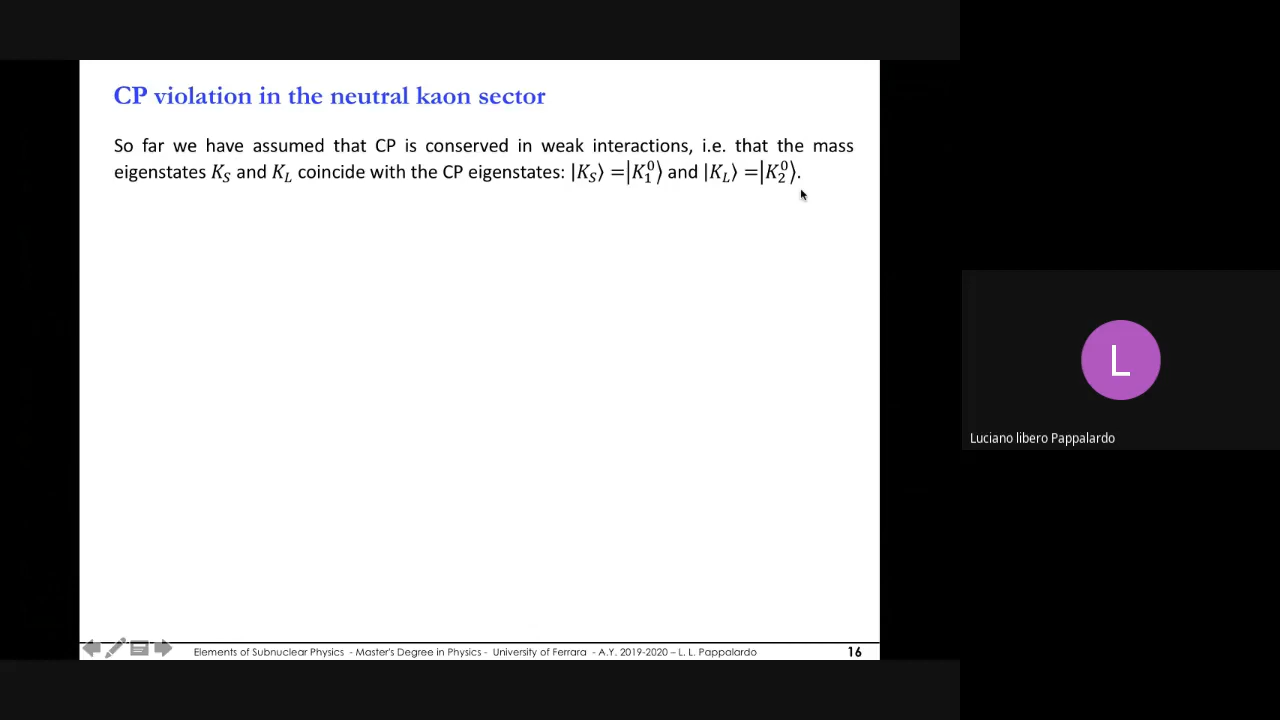 CP violation in the neutral kaon sector
So far we have assumed that CP is conserved in weak interactions, i.e. that the mass
eigenstates K_S and K_L coincide with the CP eigenstates: |K_S⟩ =|K_1^0⟩ and |K_L⟩ =|K_2^0⟩.
L
Luciano libero Pappalardo
Elements of Subnuclear Physics - Master's Degree in Physics - University of Ferrara - A.Y. 2019-2020 – L. L. Pappalardo 16